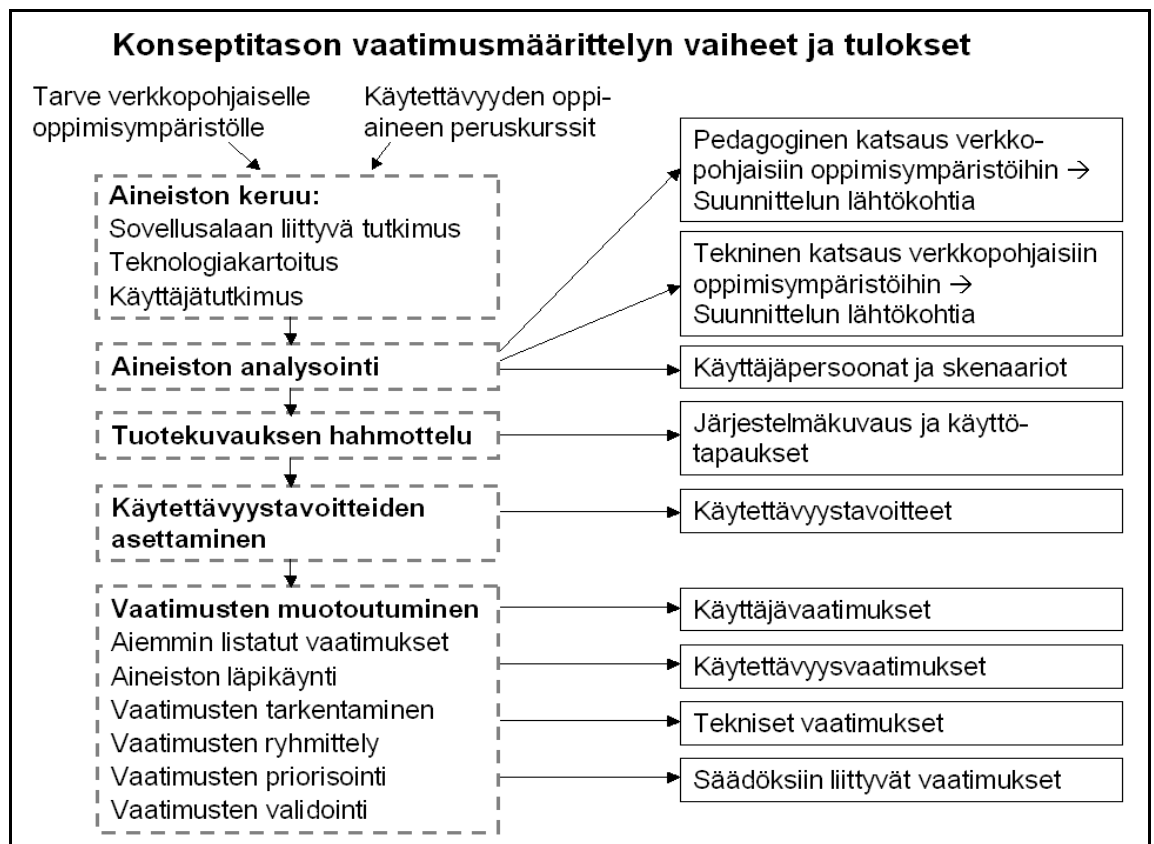 Konseptitason vaatimusmäärittelyn vaiheet ja tulokset
Tarve verkkopohjaiselle
oppimisympäristölle
Käytettävyyden oppi-
aineen peruskurssit
Aineiston keruu:
Sovellusalaan liittyvä tutkimus
Teknologiakartoitus
Käyttäjätutkimus
Aineiston analysointi
Tuotekuvauksen hahmottelu
Käytettävyystavoitteiden
asettaminen
Vaatimusten muotoutuminen
Aiemmin listatut vaatimukset
Aineiston läpikäynti
Vaatimusten tarkentaminen
Vaatimusten ryhmittely
Vaatimusten priorisointi
Vaatimusten validointi
Pedagoginen katsaus verkko-
pohjaisiin oppimisympäristöihin →
Suunnittelun lähtökohtia
Tekninen katsaus verkkopohjaisiin
oppimisympäristöihin →
Suunnittelun lähtökohtia
Käyttäjäpersoonat ja skenaariot
Järjestelmäkuvaus ja käyttö-
tapaukset
Käytettävyystavoitteet
Käyttäjävaatimukset
Käytettävyysvaatimukset
Tekniset vaatimukset
Säädöksiin liittyvät vaatimukset